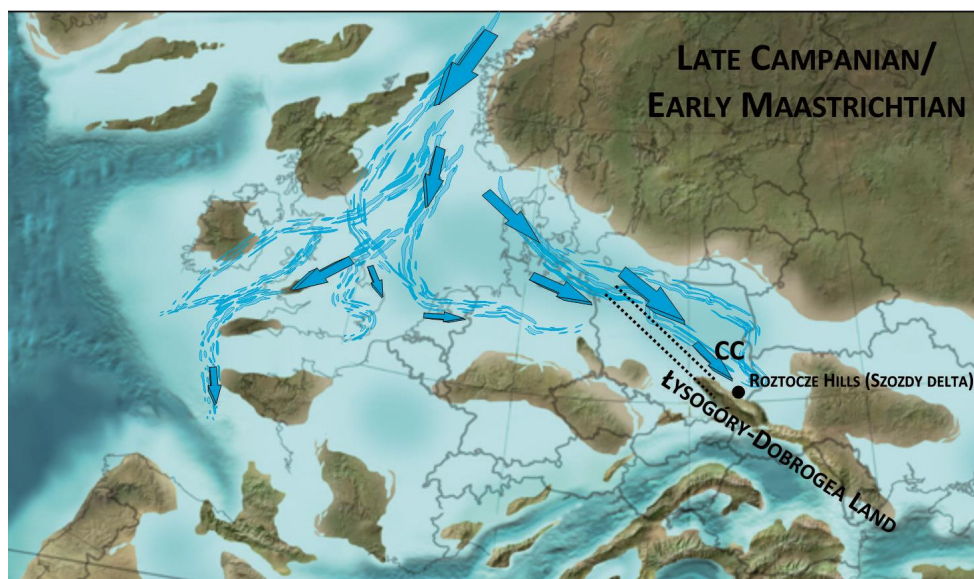 LATE CAMPANIAN/
EARLY MAASTRICHTIAN
CC
ROZTOCZE HILLS (SZOZDY DELTA)
ŁYSOGÓRY-DOBROGEA LAND